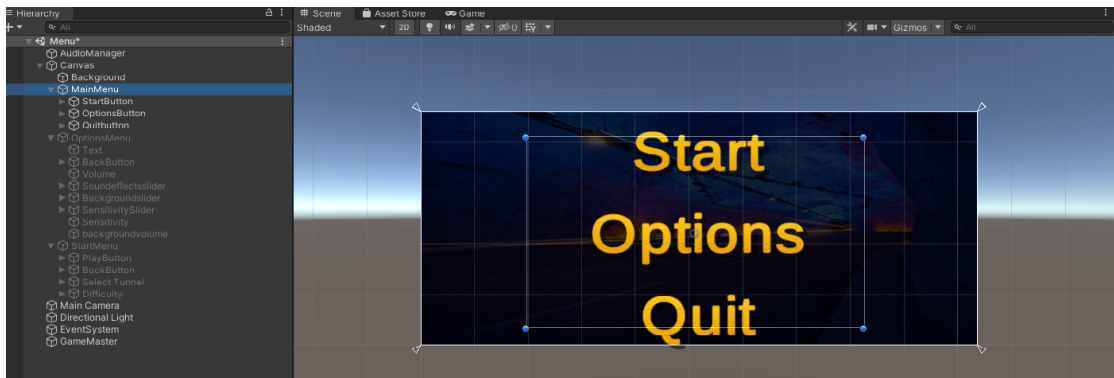 Hierarchy
All
Menu*
AudioManager
Canvas
Background
MainMenu
StartButton
OptionsButton
Quitbutton
OptionsMenu
Text
BackButton
Volume
Soundeffectsslider
Backgroundslider
SensitivitySlider
Sensitivity
backgroundvolume
StartMenu
PlayButton
BackButton
Select Tunnel
Difficulty
Main Camera
Directional Light
EventSystem
GameMaster
Scene Asset Store Game
Shaded 2D 0 Gizmos All
Start
Options
Quit